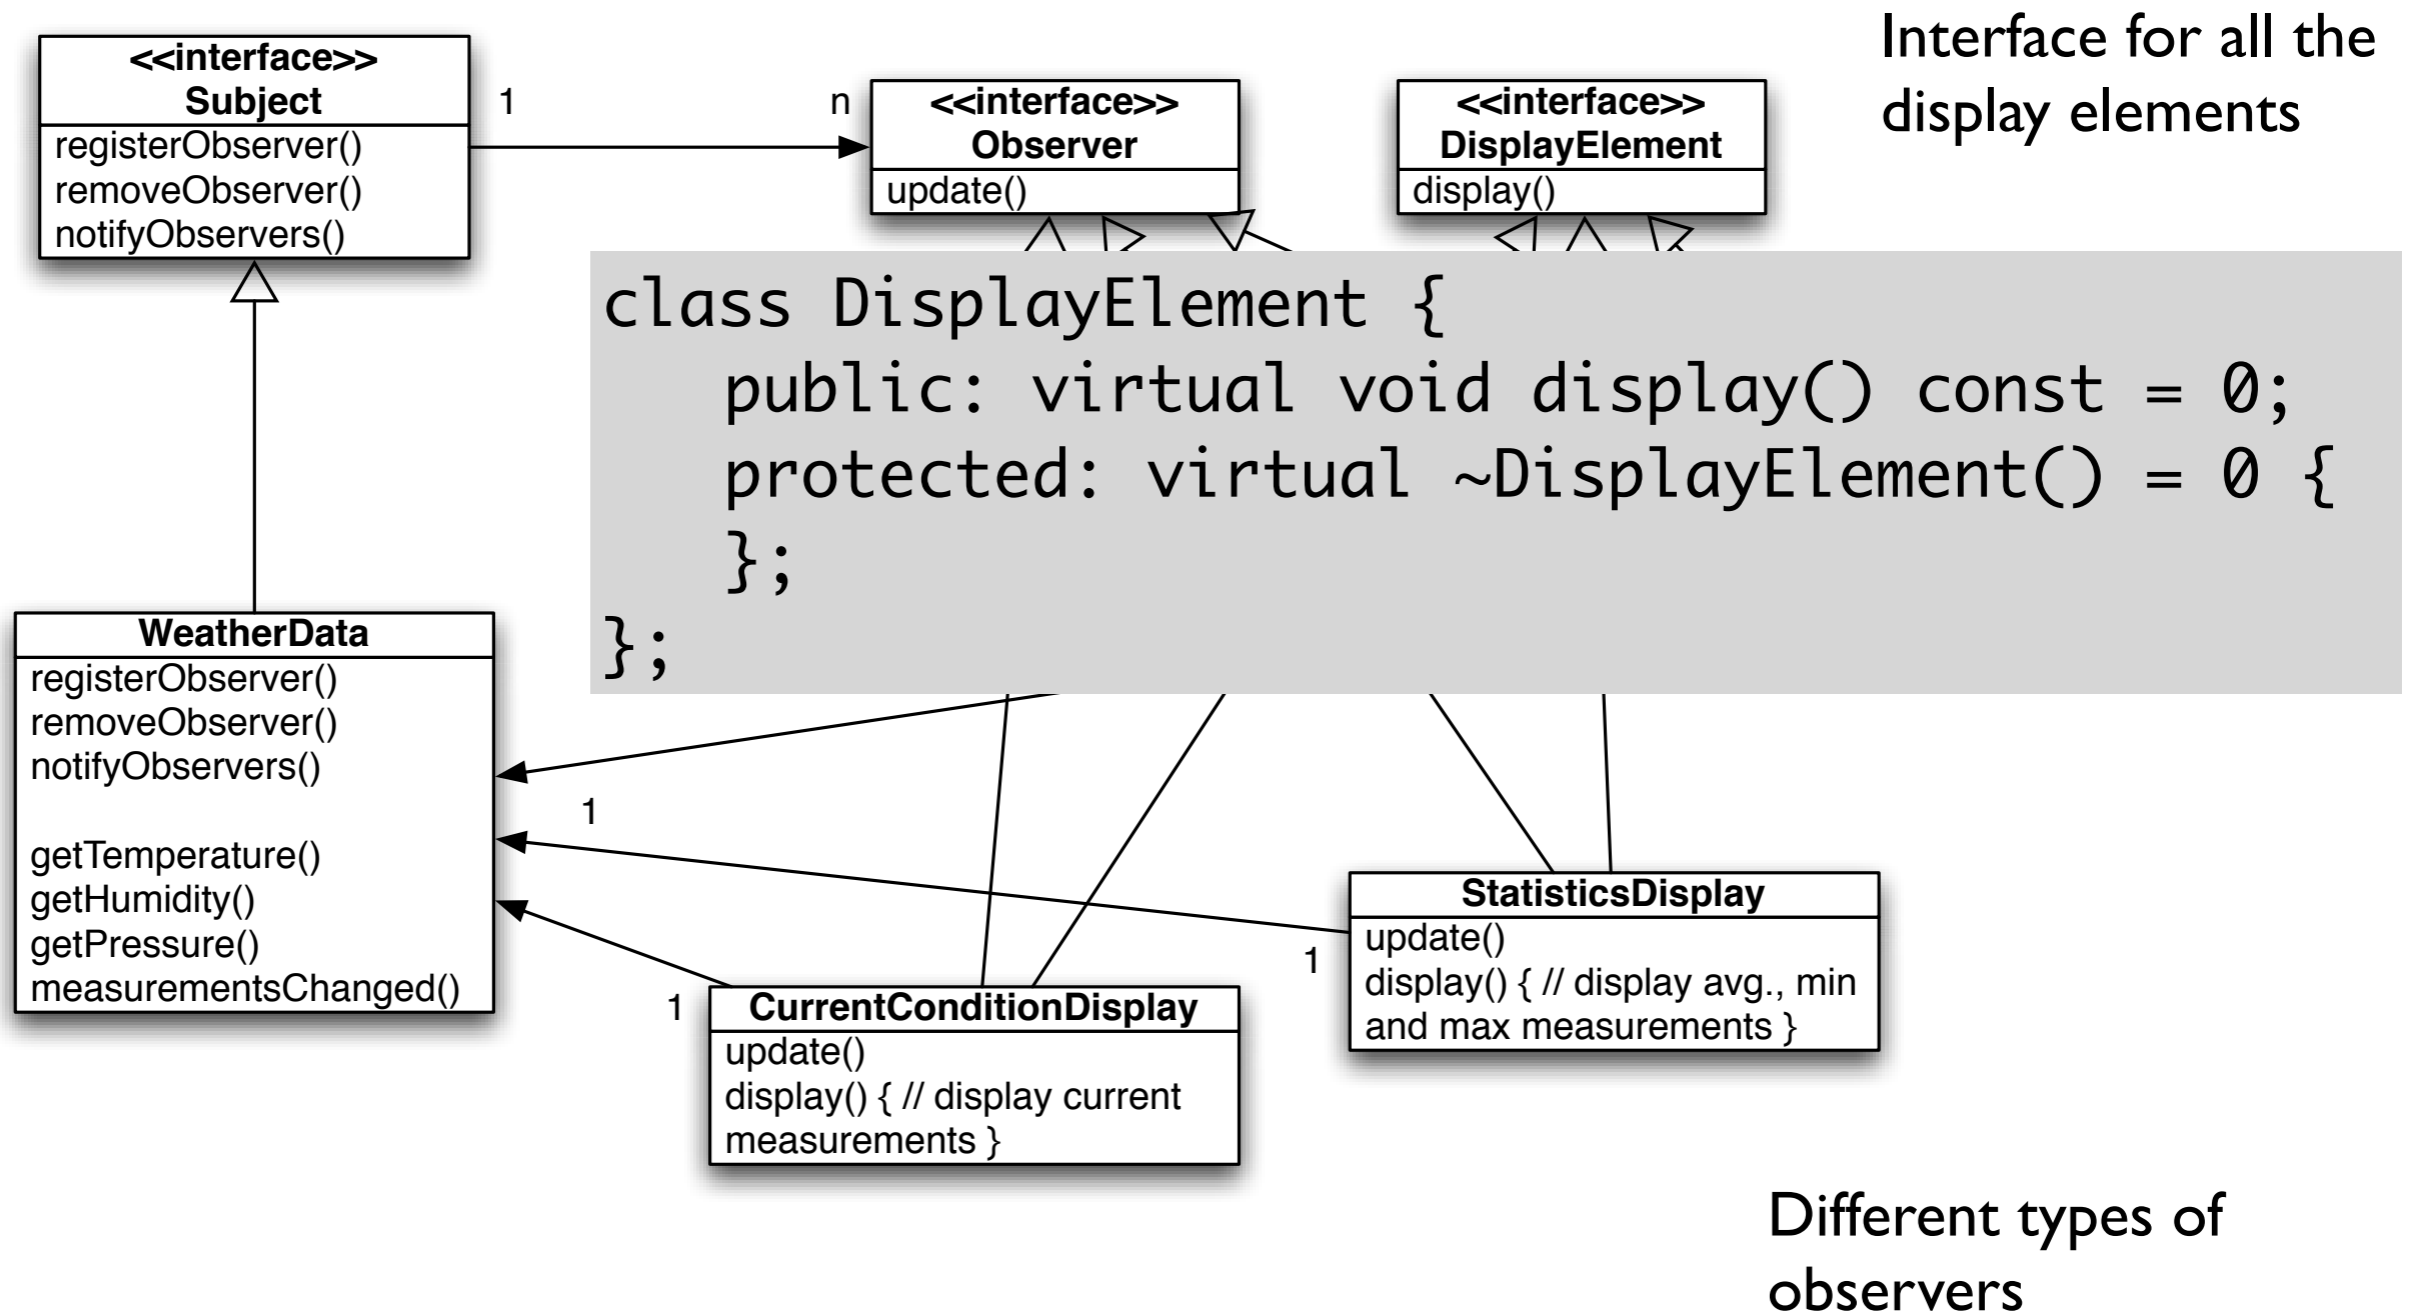 <<interface>>
Subject
registerObserver()
removeObserver()
notifyObservers()
1
n
<<interface>>
Observer
update()
<<interface>>
DisplayElement
display()
Interface for all the
display elements
class DisplayElement {
public: virtual void display() const = 0;
protected: virtual ~DisplayElement() = 0 {
};
};
WeatherData
registerObserver()
removeObserver()
notifyObservers()
getTemperature()
getHumidity()
getPressure()
measurementsChanged()
1
1
1
CurrentConditionDisplay
update()
display() { // display current
measurements }
StatisticsDisplay
update()
display() { // display avg., min
and max measurements }
Different types of
observers